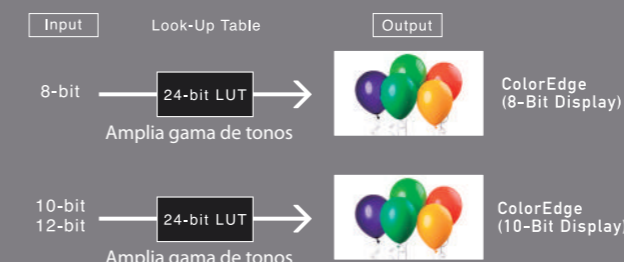 Input Look-Up Table Output
8-bit 24-bit LUT ColorEdge
(8-Bit Display)
Amplia gama de tonos
10-bit
12-bit 24-bit LUT ColorEdge
(10-Bit Display)
Amplia gama de tonos